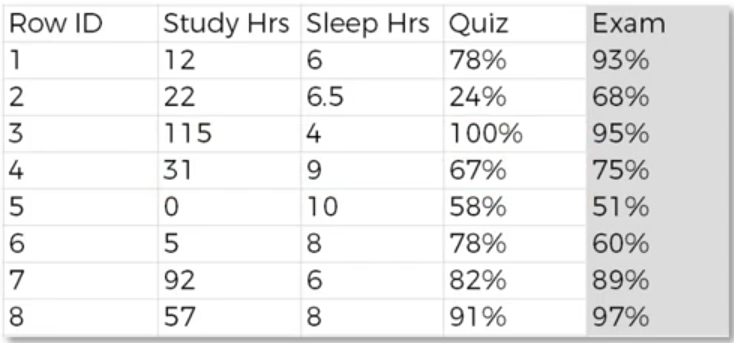 Row ID Study Hrs Sleep Hrs Quiz Exam
1 12 6 78% 93%
2 22 6.5 24% 68%
3 115 4 100% 95%
4 31 9 67% 75%
5 0 10 58% 51%
6 5 8 78% 60%
7 92 6 82% 89%
8 57 8 91% 97%